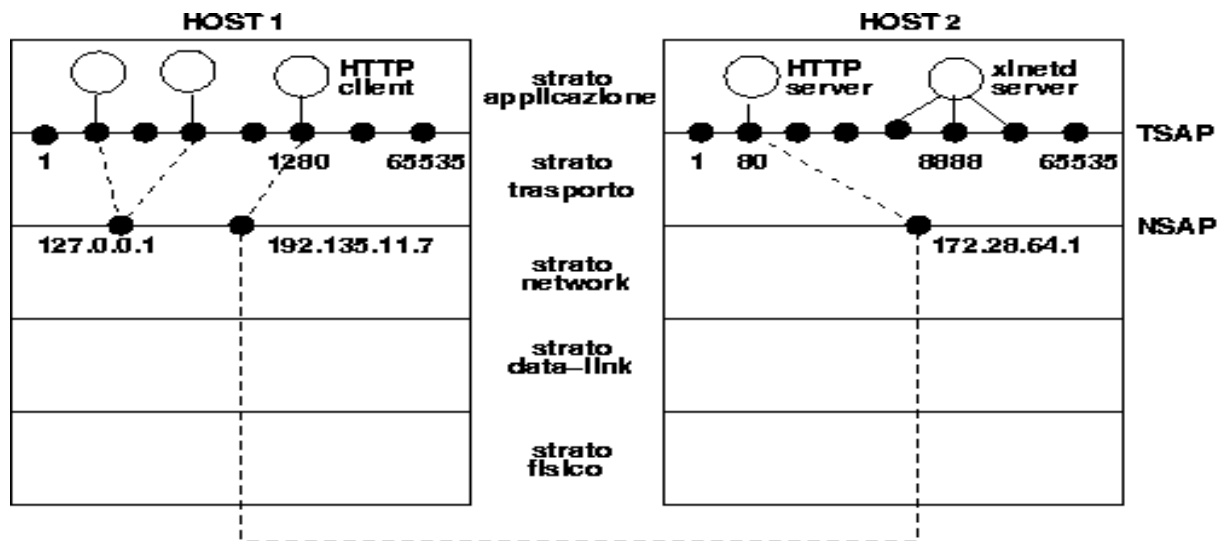 HOST 1
HOST 2
HTTP
client
strato
applicazione
HTTP
server
xinetd
server
1
1280
65535
strato
trasporto
1
80
8888
65535
TSAP
127.0.0.1
192.135.11.7
172.28.64.1
NSAP
strato
network
strato
data-link
strato
fisico